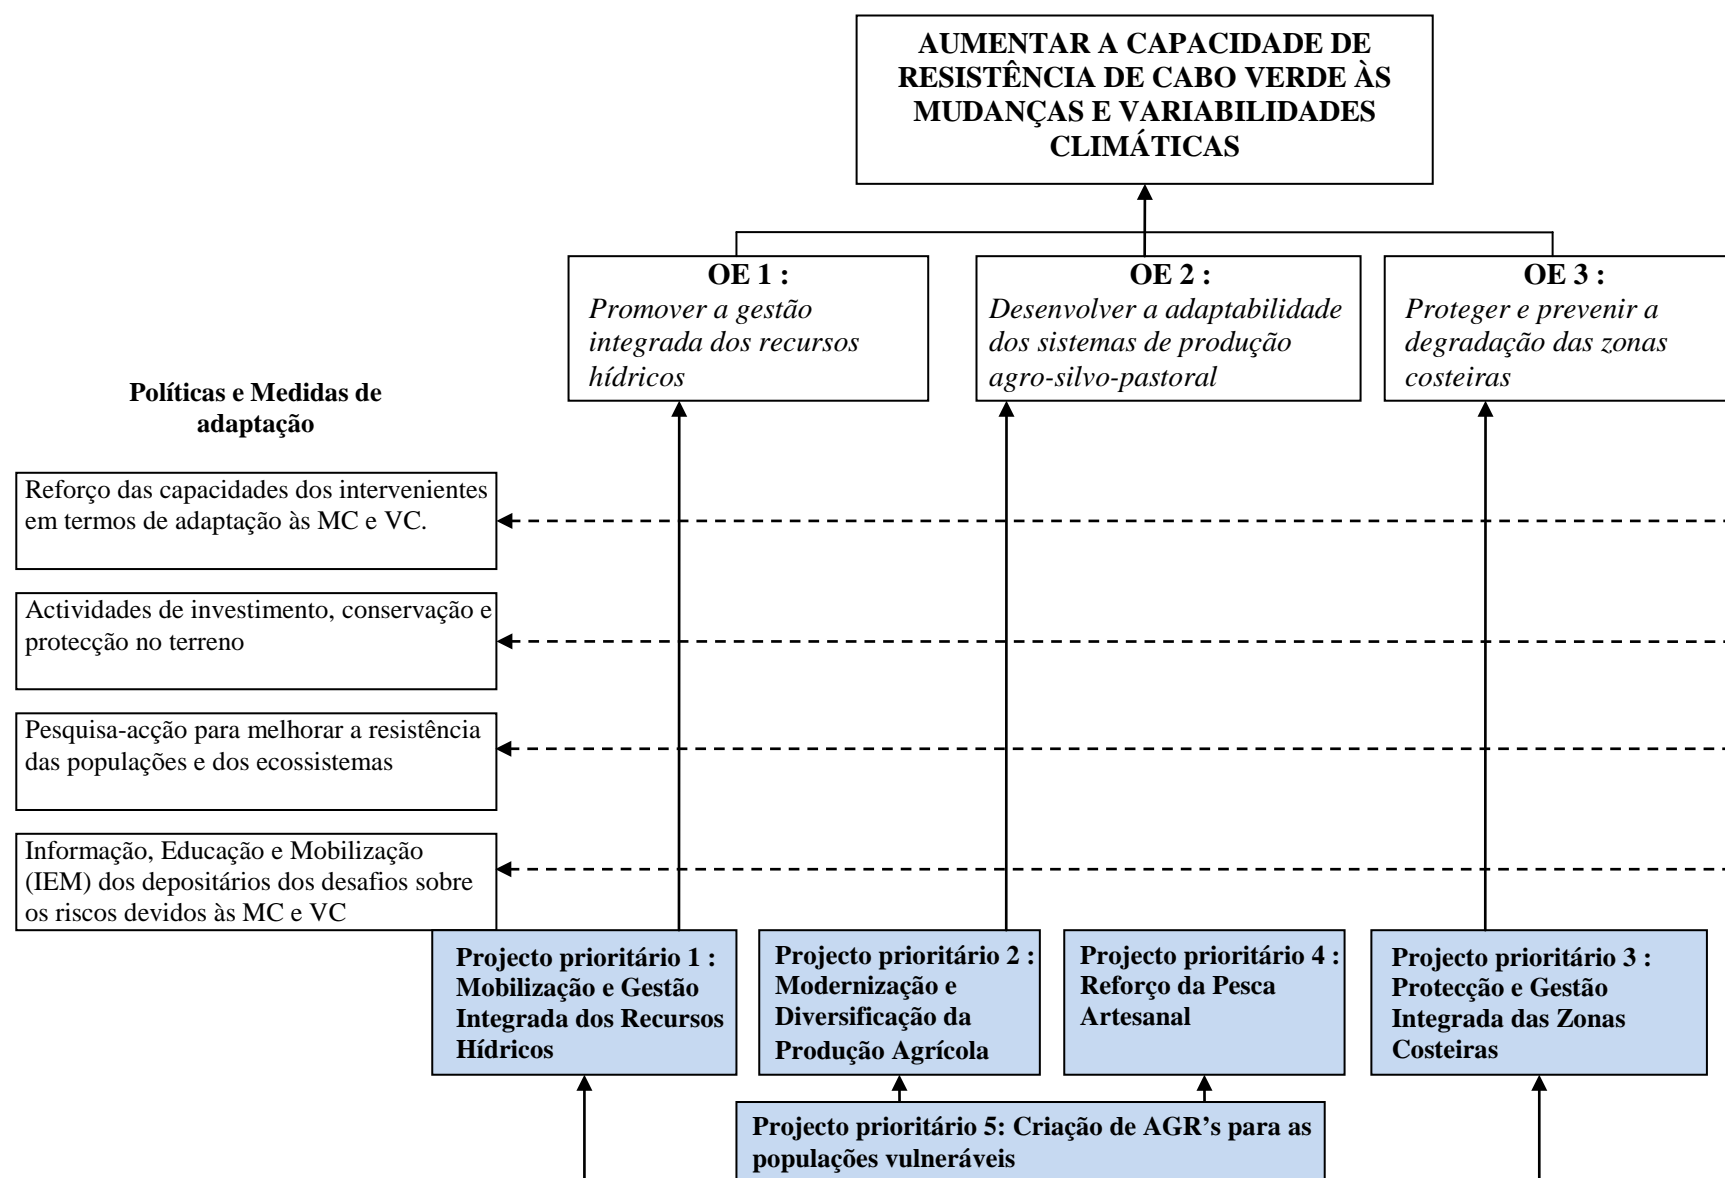 AUMENTAR A CAPACIDADE DE
RESISTÊNCIA DE CABO VERDE ÀS
MUDANÇAS E VARIABILIDADES
CLIMÁTICAS
OE 1 :
Promover a gestão
integrada dos recursos
hídricos
OE 2 :
Desenvolver a adaptabilidade
dos sistemas de produção
agro-silvo-pastoral
OE 3 :
Proteger e prevenir a
degradação das zonas
costeiras
Políticas e Medidas de
adaptação
Reforço das capacidades dos intervenientes
em termos de adaptação às MC e VC.
Actividades de investimento, conservação e
protecção no terreno
Pesquisa-acção para melhorar a resistência
das populações e dos ecossistemas
Informação, Educação e Mobilização
(IEM) dos depositários dos desafios sobre
os riscos devidos às MC e VC
Projecto prioritário 1 :
Mobilização e Gestão
Integrada dos Recursos
Hídricos
Projecto prioritário 2 :
Modernização e
Diversificação da
Produção Agrícola
Projecto prioritário 4 :
Reforço da Pesca
Artesanal
Projecto prioritário 3 :
Protecção e Gestão
Integrada das Zonas
Costeiras
Projecto prioritário 5: Criação de AGR’s para as
populações vulneráveis